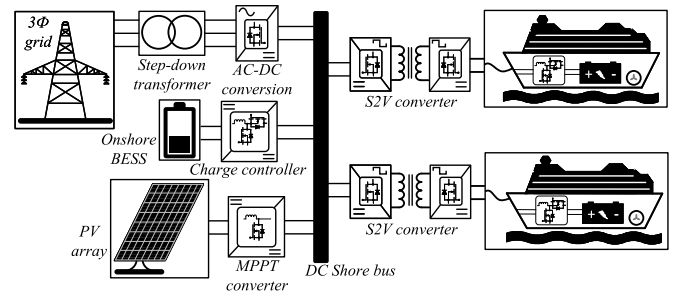 3Φ
grid
Step-down
transformer
AC-DC
conversion
Onshore
BESS
Charge controller
PV
array
MPPT
converter
DC Shore bus
S2V converter
S2V converter